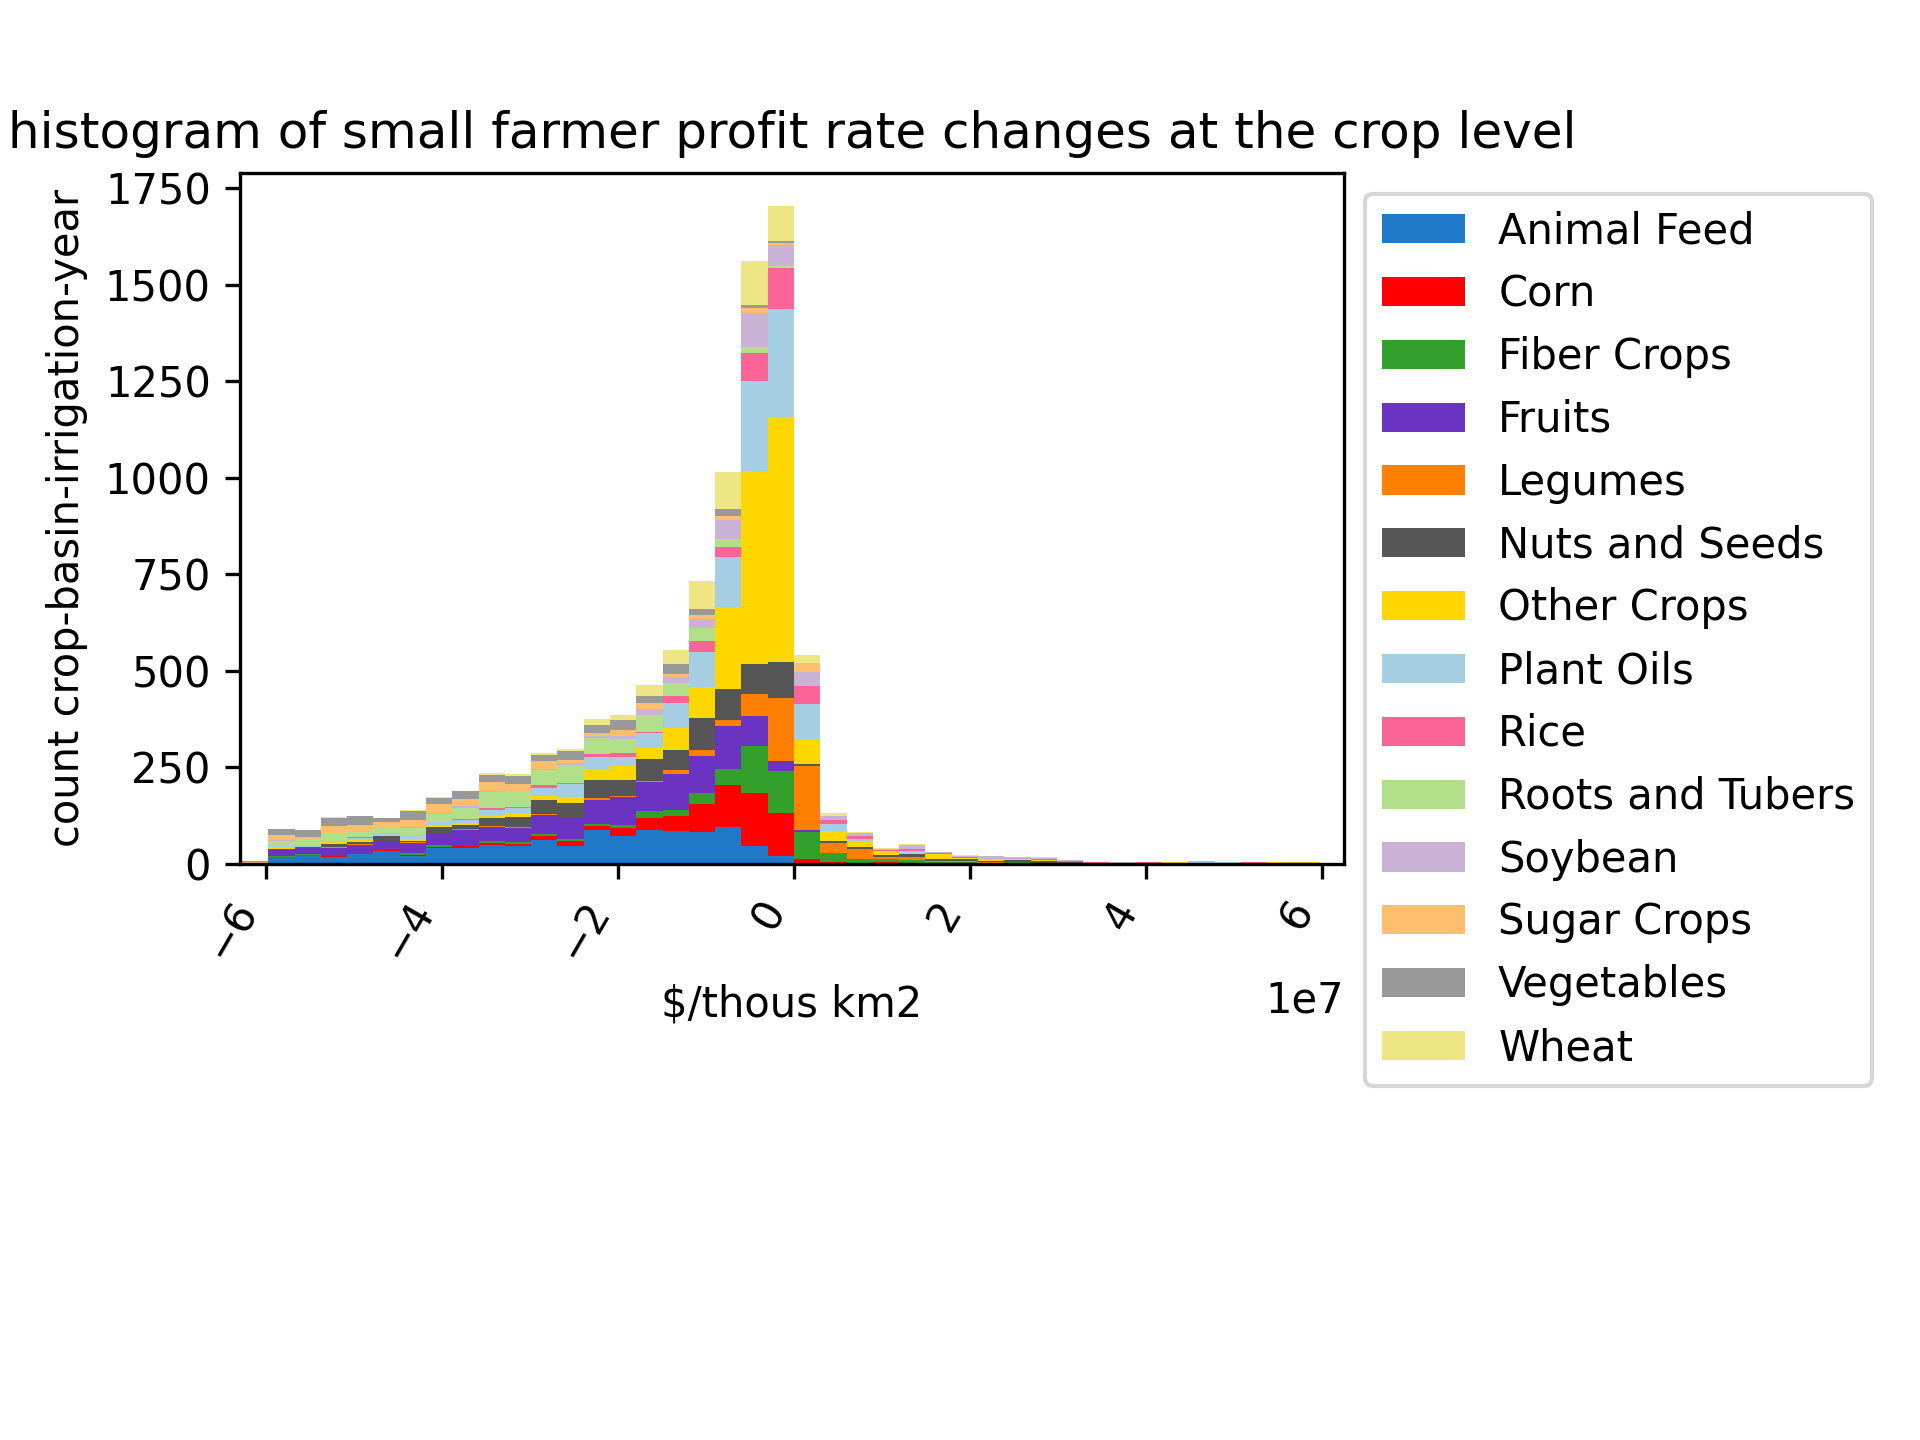 histogram of small farmer profit rate changes at the crop level
count crop-basin-irrigation-year
1750
1500
1250
1000
750
500
250
0
−6
−4
−2
0
2
4
6
1e7
$/thous km2
Animal Feed
Corn
Fiber Crops
Fruits
Legumes
Nuts and Seeds
Other Crops
Plant Oils
Rice
Roots and Tubers
Soybean
Sugar Crops
Vegetables
Wheat